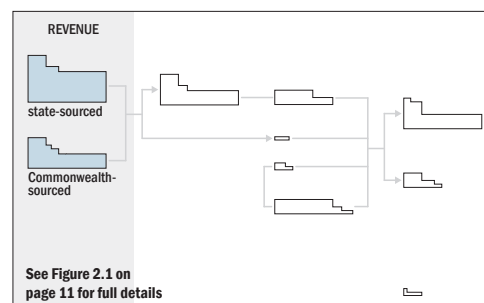 REVENUE
state-sourced
Commonwealth-
sourced
See Figure 2.1 on
page 11 for full details